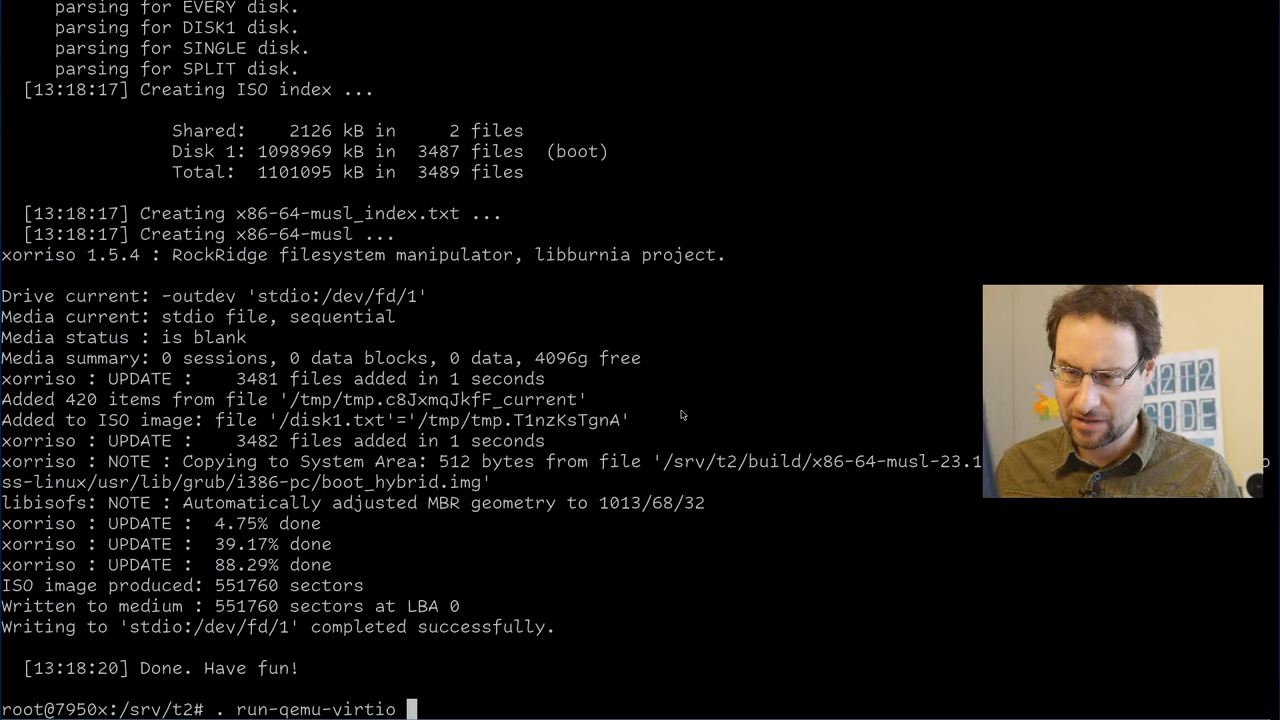 parsing for EVERY disk.
parsing for DISK1 disk.
parsing for SINGLE disk.
parsing for SPLIT disk.
[13:18:17] Creating ISO index ...
Shared: 2126 kB in 2 files
Disk 1: 1098969 kB in 3487 files (boot)
Total: 1101095 kB in 3489 files
[13:18:17] Creating x86-64-musl_index.txt ...
[13:18:17] Creating x86-64-musl ...
xorriso 1.5.4 : RockRidge filesystem manipulator, libburnia project.
Drive current: -outdev 'stdio:/dev/fd/1'
Media current: stdio file, sequential
Media status : is blank
Media summary: 0 sessions, 0 data blocks, 0 data, 4096g free
xorriso : UPDATE : 3481 files added in 1 seconds
Added 420 items from file '/tmp/tmp.c8JxmqJkfF_current'
Added to ISO image: file '/disk1.txt'='/tmp/tmp.T1nzKsTgnA'
xorriso : UPDATE : 3482 files added in 1 seconds
xorriso : NOTE : Copying to System Area: 512 bytes from file '/srv/t2/build/x86-64-musl-23.1
ss-linux/usr/lib/grub/i386-pc/boot_hybrid.img'
libisofs: NOTE : Automatically adjusted MBR geometry to 1013/68/32
xorriso : UPDATE : 4.75% done
xorriso : UPDATE : 39.17% done
xorriso : UPDATE : 88.29% done
ISO image produced: 551760 sectors
Written to medium : 551760 sectors at LBA 0
Writing to 'stdio:/dev/fd/1' completed successfully.
[13:18:20] Done. Have fun!
root@7950x:/srv/t2# . run-qemu-virtio